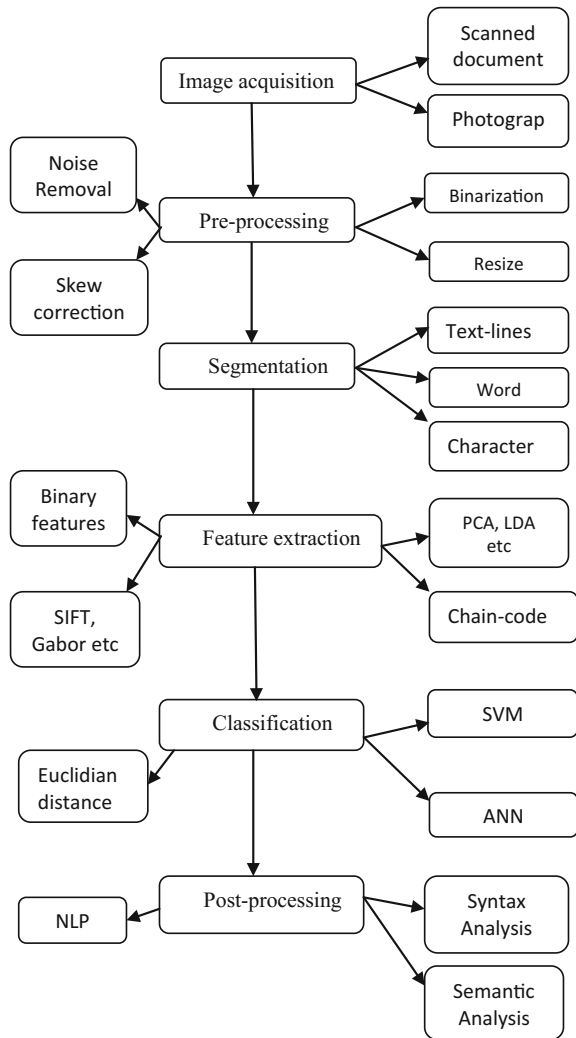 Scanned
document
Image acquisition
Photograp
Noise
Removal
Binarization
Pre-processing
Resize
Skew
correction
Text-lines
Segmentation
Word
Character
Binary
features
PCA, LDA
etc
Feature extraction
SIFT,
Gabor etc
Chain-code
SVM
Classification
Euclidian
distance
ANN
Post-processing
NLP
Syntax
Analysis
Semantic
Analysis